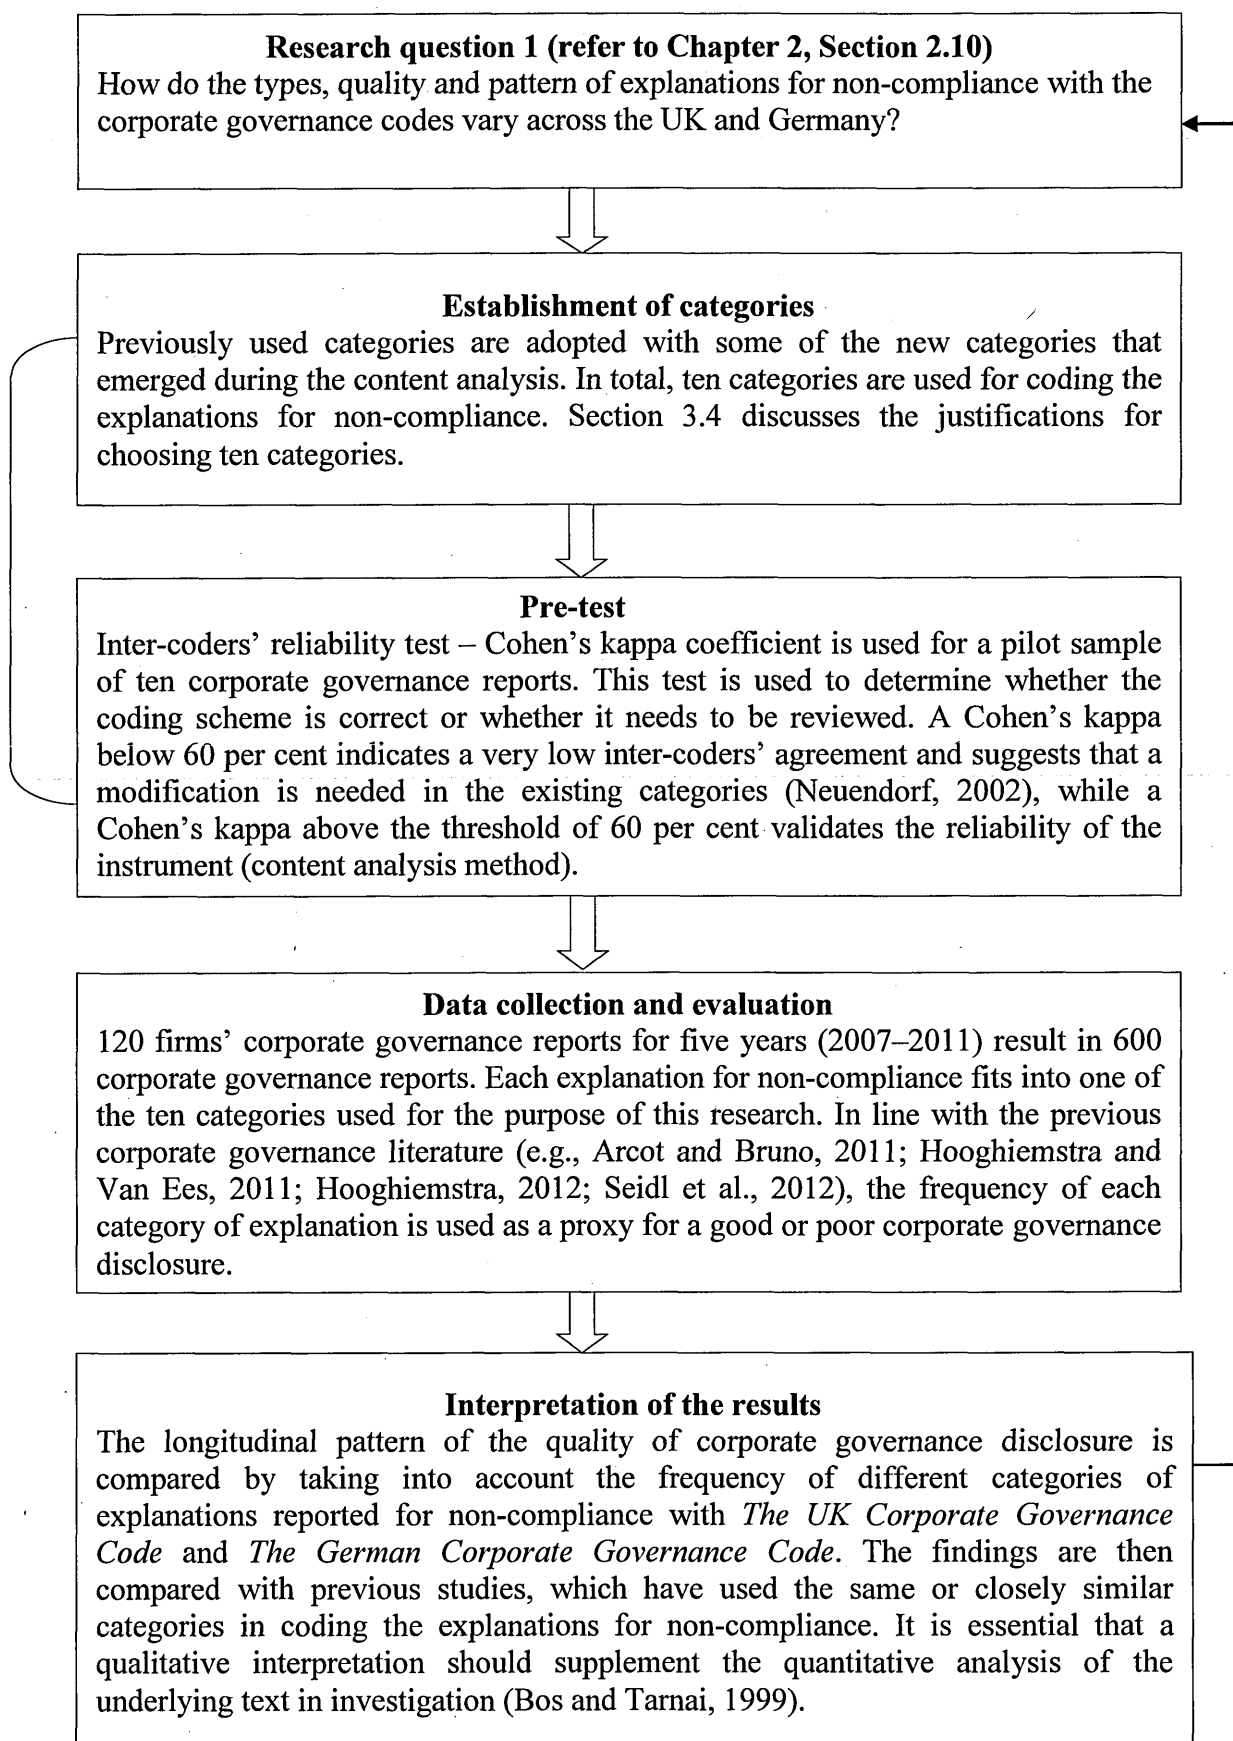 Research question 1 (refer to Chapter 2, Section 2.10)
How do the types, quality and pattern of explanations for non-compliance with the
corporate governance codes vary across the UK and Germany?
Establishment of categories
Previously used categories are adopted with some of the new categories that
emerged during the content analysis. In total, ten categories are used for coding the
explanations for non-compliance. Section 3.4 discusses the justifications for
choosing ten categories.
Pre-test
Inter-coders' reliability test – Cohen's kappa coefficient is used for a pilot sample
of ten corporate governance reports. This test is used to determine whether the
coding scheme is correct or whether it needs to be reviewed. A Cohen's kappa
below 60 per cent indicates a very low inter-coders' agreement and suggests that a
modification is needed in the existing categories (Neuendorf, 2002), while a
Cohen's kappa above the threshold of 60 per cent validates the reliability of the
instrument (content analysis method).
Data collection and evaluation
120 firms' corporate governance reports for five years (2007–2011) result in 600
corporate governance reports. Each explanation for non-compliance fits into one of
the ten categories used for the purpose of this research. In line with the previous
corporate governance literature (e.g., Arcot and Bruno, 2011; Hooghiemstra and
Van Ees, 2011; Hooghiemstra, 2012; Seidl et al., 2012), the frequency of each
category of explanation is used as a proxy for a good or poor corporate governance
disclosure.
Interpretation of the results
The longitudinal pattern of the quality of corporate governance disclosure is
compared by taking into account the frequency of different categories of
explanations reported for non-compliance with The UK Corporate Governance
Code and The German Corporate Governance Code. The findings are then
compared with previous studies, which have used the same or closely similar
categories in coding the explanations for non-compliance. It is essential that a
qualitative interpretation should supplement the quantitative analysis of the
underlying text in investigation (Bos and Tarnai, 1999).